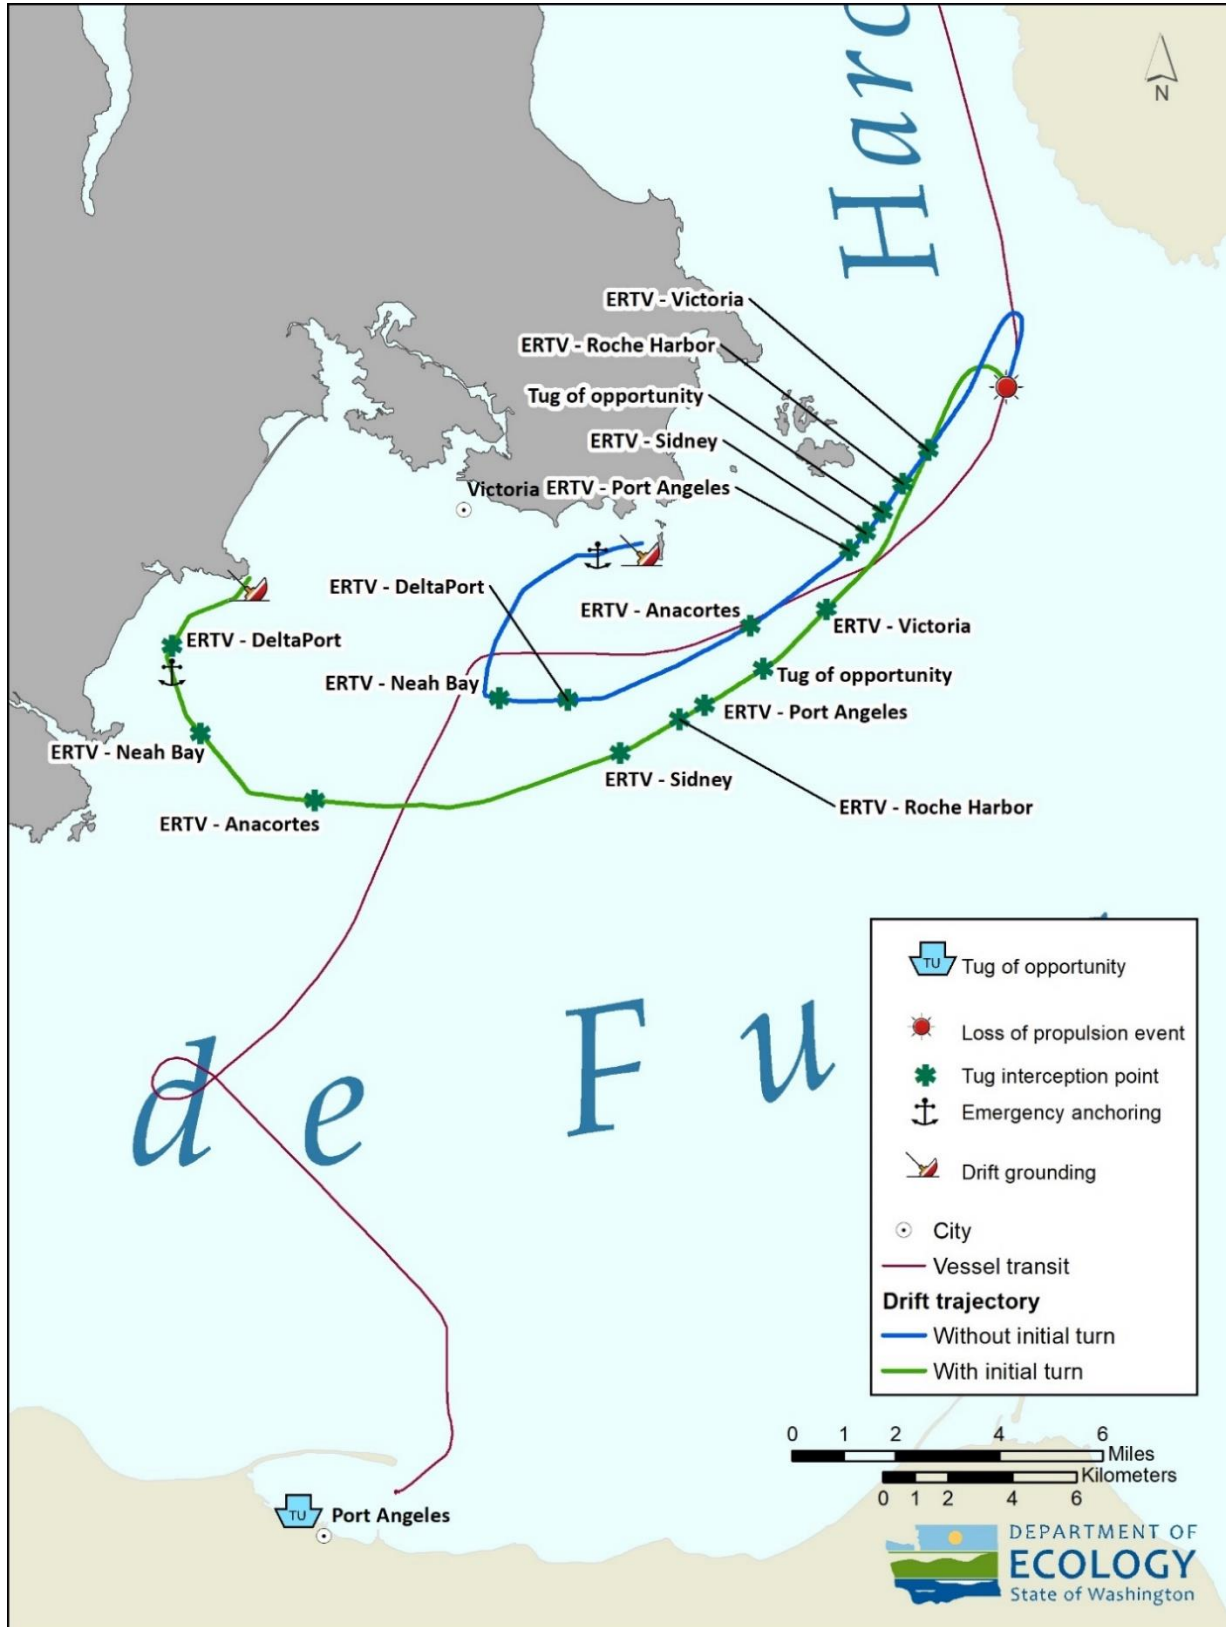 Haro
N
ERTV - Victoria
ERTV - Roche Harbor
Tug of opportunity
ERTV - Sidney
Victoria
ERTV - Port Angeles
ERTV - DeltaPort
ERTV - Anacortes
ERTV - Victoria
ERTV - DeltaPort
ERTV - Neah Bay
Tug of opportunity
ERTV - Port Angeles
ERTV - Neah Bay
ERTV - Sidney
ERTV - Roche Harbor
ERTV - Anacortes
de Fu
TU
Tug of opportunity
Loss of propulsion event
Tug interception point
Emergency anchoring
Drift grounding
City
Vessel transit
Drift trajectory
Without initial turn
With initial turn
0 1 2 4 6
Miles
Kilometers
0 1 2 4 6
TU
Port Angeles
DEPARTMENT OF
ECOLOGY
State of Washington